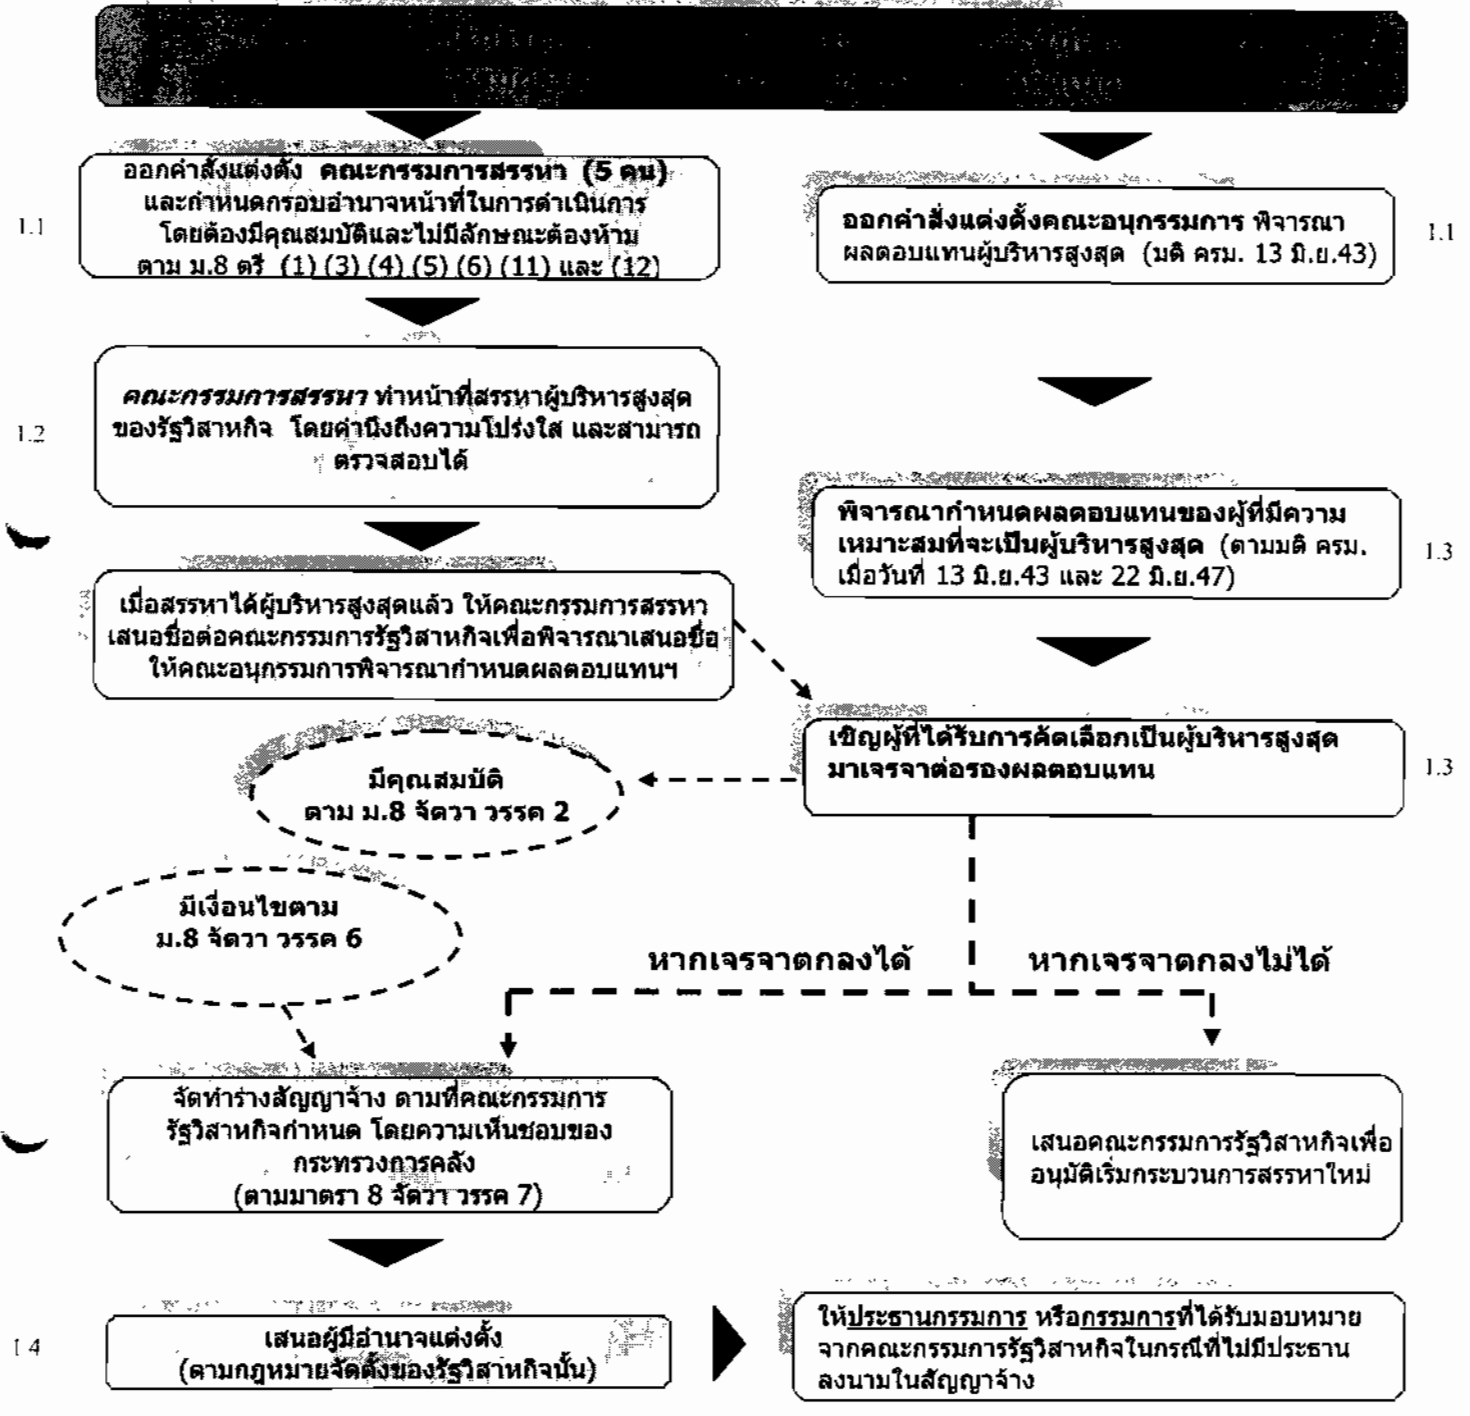 1.1
ออกคำสั่งแต่งตั้ง คณะกรรมการสรรหา (5 คน)
และกำหนดกรอบอำนาจหน้าที่ในการดำเนินการ
โดยต้องมีคุณสมบัติและไม่มีลักษณะต้องห้าม
ตาม ม.8 ตรี (1) (3) (4) (5) (6) (11) และ (12)
ออกคำสั่งแต่งตั้งคณะอนุกรรมการ พิจารณา
ผลตอบแทนผู้บริหารสูงสุด (มติ ครม. 13 มิ.ย.43)
1.1
1.2
คณะกรรมการสรรหา ทำหน้าที่สรรหาผู้บริหารสูงสุด
ของรัฐวิสาหกิจ โดยคำนึงถึงความโปร่งใส และสามารถ
ตรวจสอบได้
พิจารณากำหนดผลตอบแทนของผู้ที่มีความ
เหมาะสมที่จะเป็นผู้บริหารสูงสุด (ตามมติ ครม.
เมื่อวันที่ 13 มิ.ย.43 และ 22 มิ.ย.47)
1.3
เมื่อสรรหาได้ผู้บริหารสูงสุดแล้ว ให้คณะกรรมการสรรหา
เสนอชื่อต่อคณะกรรมการรัฐวิสาหกิจเพื่อพิจารณาเสนอชื่อ
ให้คณะอนุกรรมการพิจารณากำหนดผลตอบแทนฯ
เชิญผู้ที่ได้รับการคัดเลือกเป็นผู้บริหารสูงสุด
มาเจรจาต่อรองผลตอบแทน
1.3
มีคุณสมบัติ
ตาม ม.8 จัตวา วรรค 2
มีเงื่อนไขตาม
ม.8 จัตวา วรรค 6
หากเจรจาตกลงได้
หากเจรจาตกลงไม่ได้
จัดทำร่างสัญญาจ้าง ตามที่คณะกรรมการ
รัฐวิสาหกิจกำหนด โดยความเห็นชอบของ
กระทรวงการคลัง
(ตามมาตรา 8 จัตวา วรรค 7)
เสนอคณะกรรมการรัฐวิสาหกิจเพื่อ
อนุมัติเริ่มกระบวนการสรรหาใหม่
1.4
เสนอผู้มีอำนาจแต่งตั้ง
(ตามกฎหมายจัดตั้งของรัฐวิสาหกิจนั้น)
ให้ประธานกรรมการ หรือกรรมการที่ได้รับมอบหมาย
จากคณะกรรมการรัฐวิสาหกิจในกรณีที่ไม่มีประธาน
ลงนามในสัญญาจ้าง